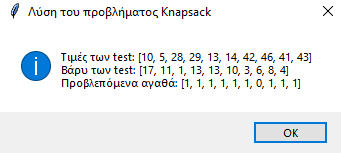 Λύση του προβλήματος Knapsack
Τιμές των test: [10, 5, 28, 29, 13, 14, 42, 46, 41, 43]
Βάρυ των test: [17, 11, 1, 13, 13, 10, 3, 6, 8, 4]
Προβλεπόμενα αγαθά: [1, 1, 1, 1, 1, 1, 0, 1, 1, 1]
OK